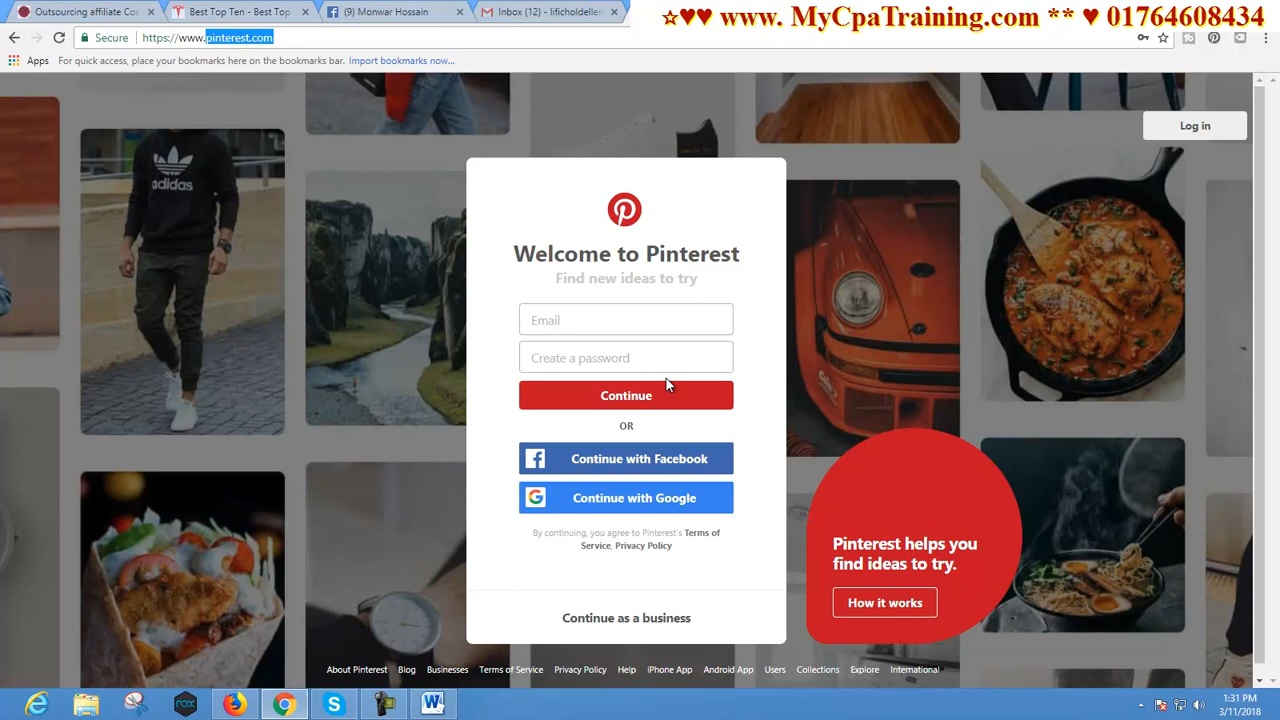 Outsourcing affiliate Cos
Best Top Ten - Best Top
(9) Monwar Hossain
Inbox (12) - lificholdellen
☆♥♥ www. MyCpaTraining.com ** ♥ 01764608434
Secure
https://www.pinterest.com
Apps
For quick access, place your bookmarks here on the bookmarks bar. Import bookmarks now...
Log in
adidas
Welcome to Pinterest
Find new ideas to try
Email
Create a password
Continue
OR
Continue with Facebook
Continue with Google
By continuing, you agree to Pinterest's Terms of
Service, Privacy Policy
Pinterest helps you
find ideas to try.
How it works
Continue as a business
About Pinterest Blog Businesses Terms of Service Privacy Policy Help iPhone App Android App Users Collections Explore International
nox
1:31 PM
3/11/2018